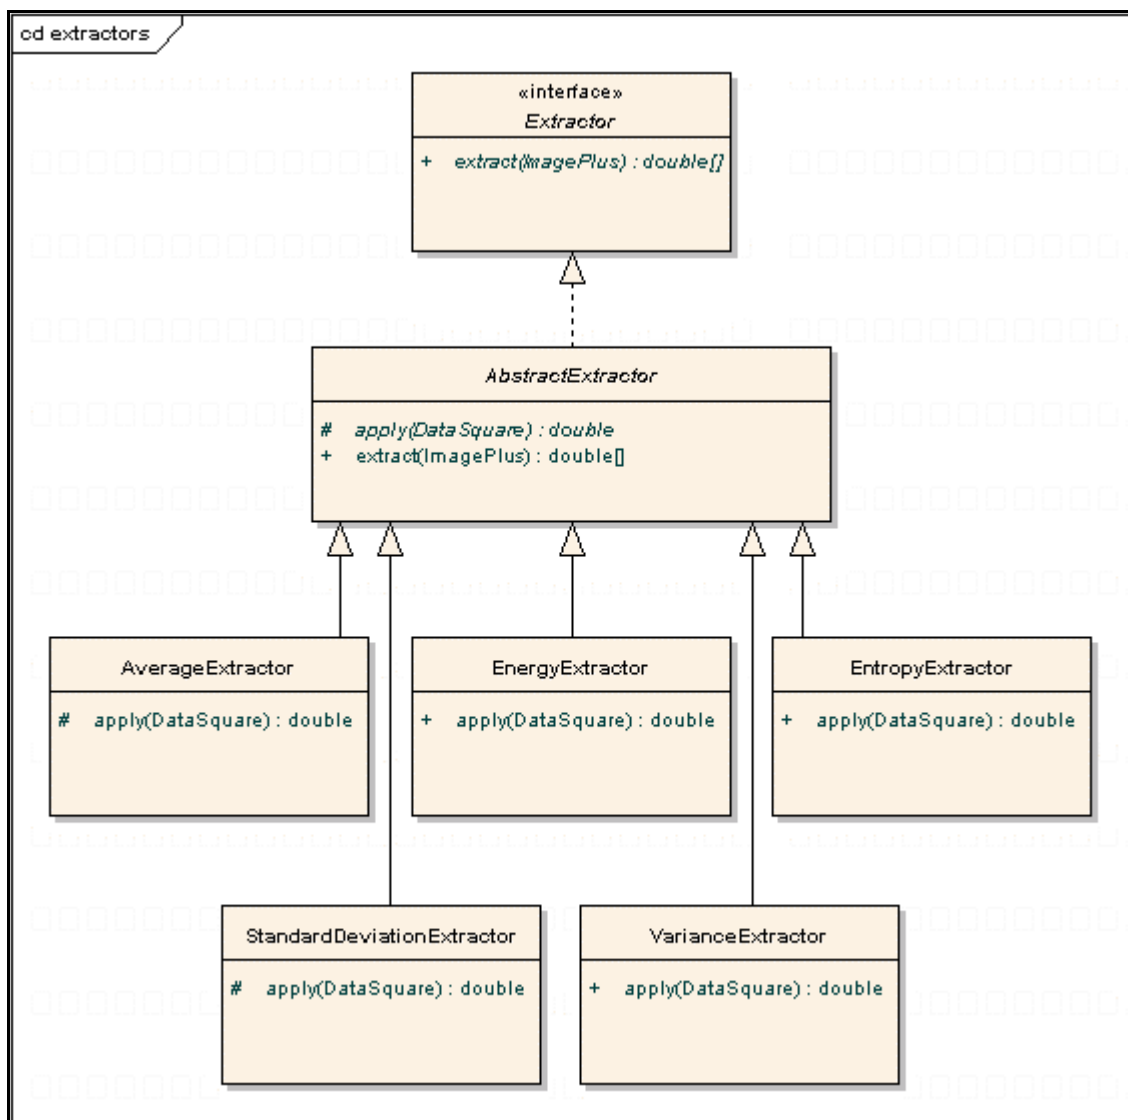 cd extractors
«interface»
Extractor
+ extract(ImagePlus) : double[]
AbstractExtractor
# apply(DataSquare) : double
+ extract(ImagePlus) : double[]
AverageExtractor
# apply(DataSquare) : double
EnergyExtractor
+ apply(DataSquare) : double
EntropyExtractor
+ apply(DataSquare) : double
StandardDeviationExtractor
# apply(DataSquare) : double
VarianceExtractor
+ apply(DataSquare) : double